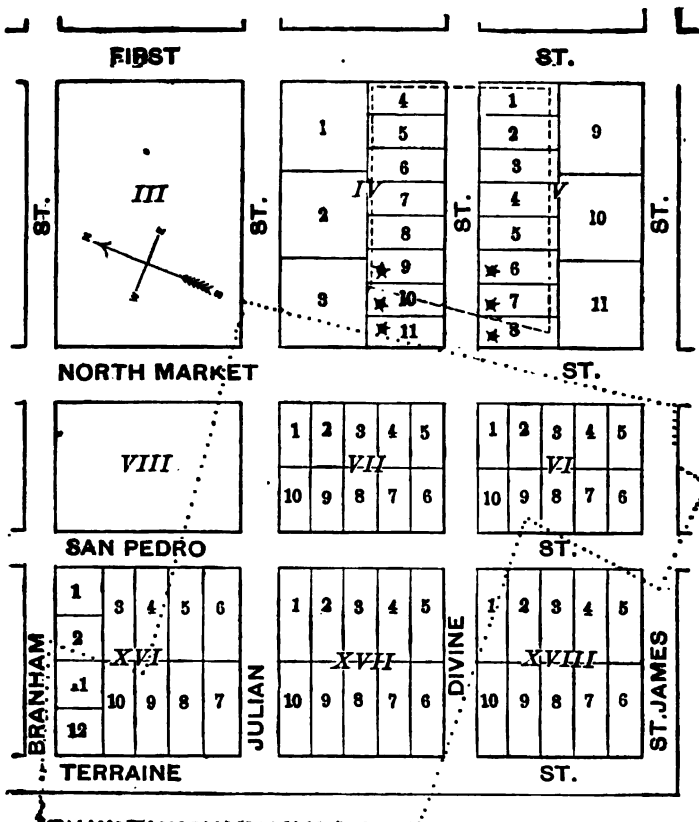 FIRST ST.
1 4 1 9
5 2
6 3
III IV V
ST. ST. 7 ST. 4 ST.
2 8 5 10
N E 9 6
W S
3 10 7 11
11 8
NORTH MARKET ST.
1 2 3 4 5 1 2 3 4 5
VIII VII VI
10 9 8 7 6 10 9 8 7 6
SAN PEDRO ST.
1 3 4 5 6 1 2 3 4 5 1 2 3 4 5
2
XVI XVII XVIII
11 10 9 8 7 10 9 8 7 6 10 9 8 7 6
12
BRANHAM JULIAN DIVINE ST. JAMES
TERRAINE ST.